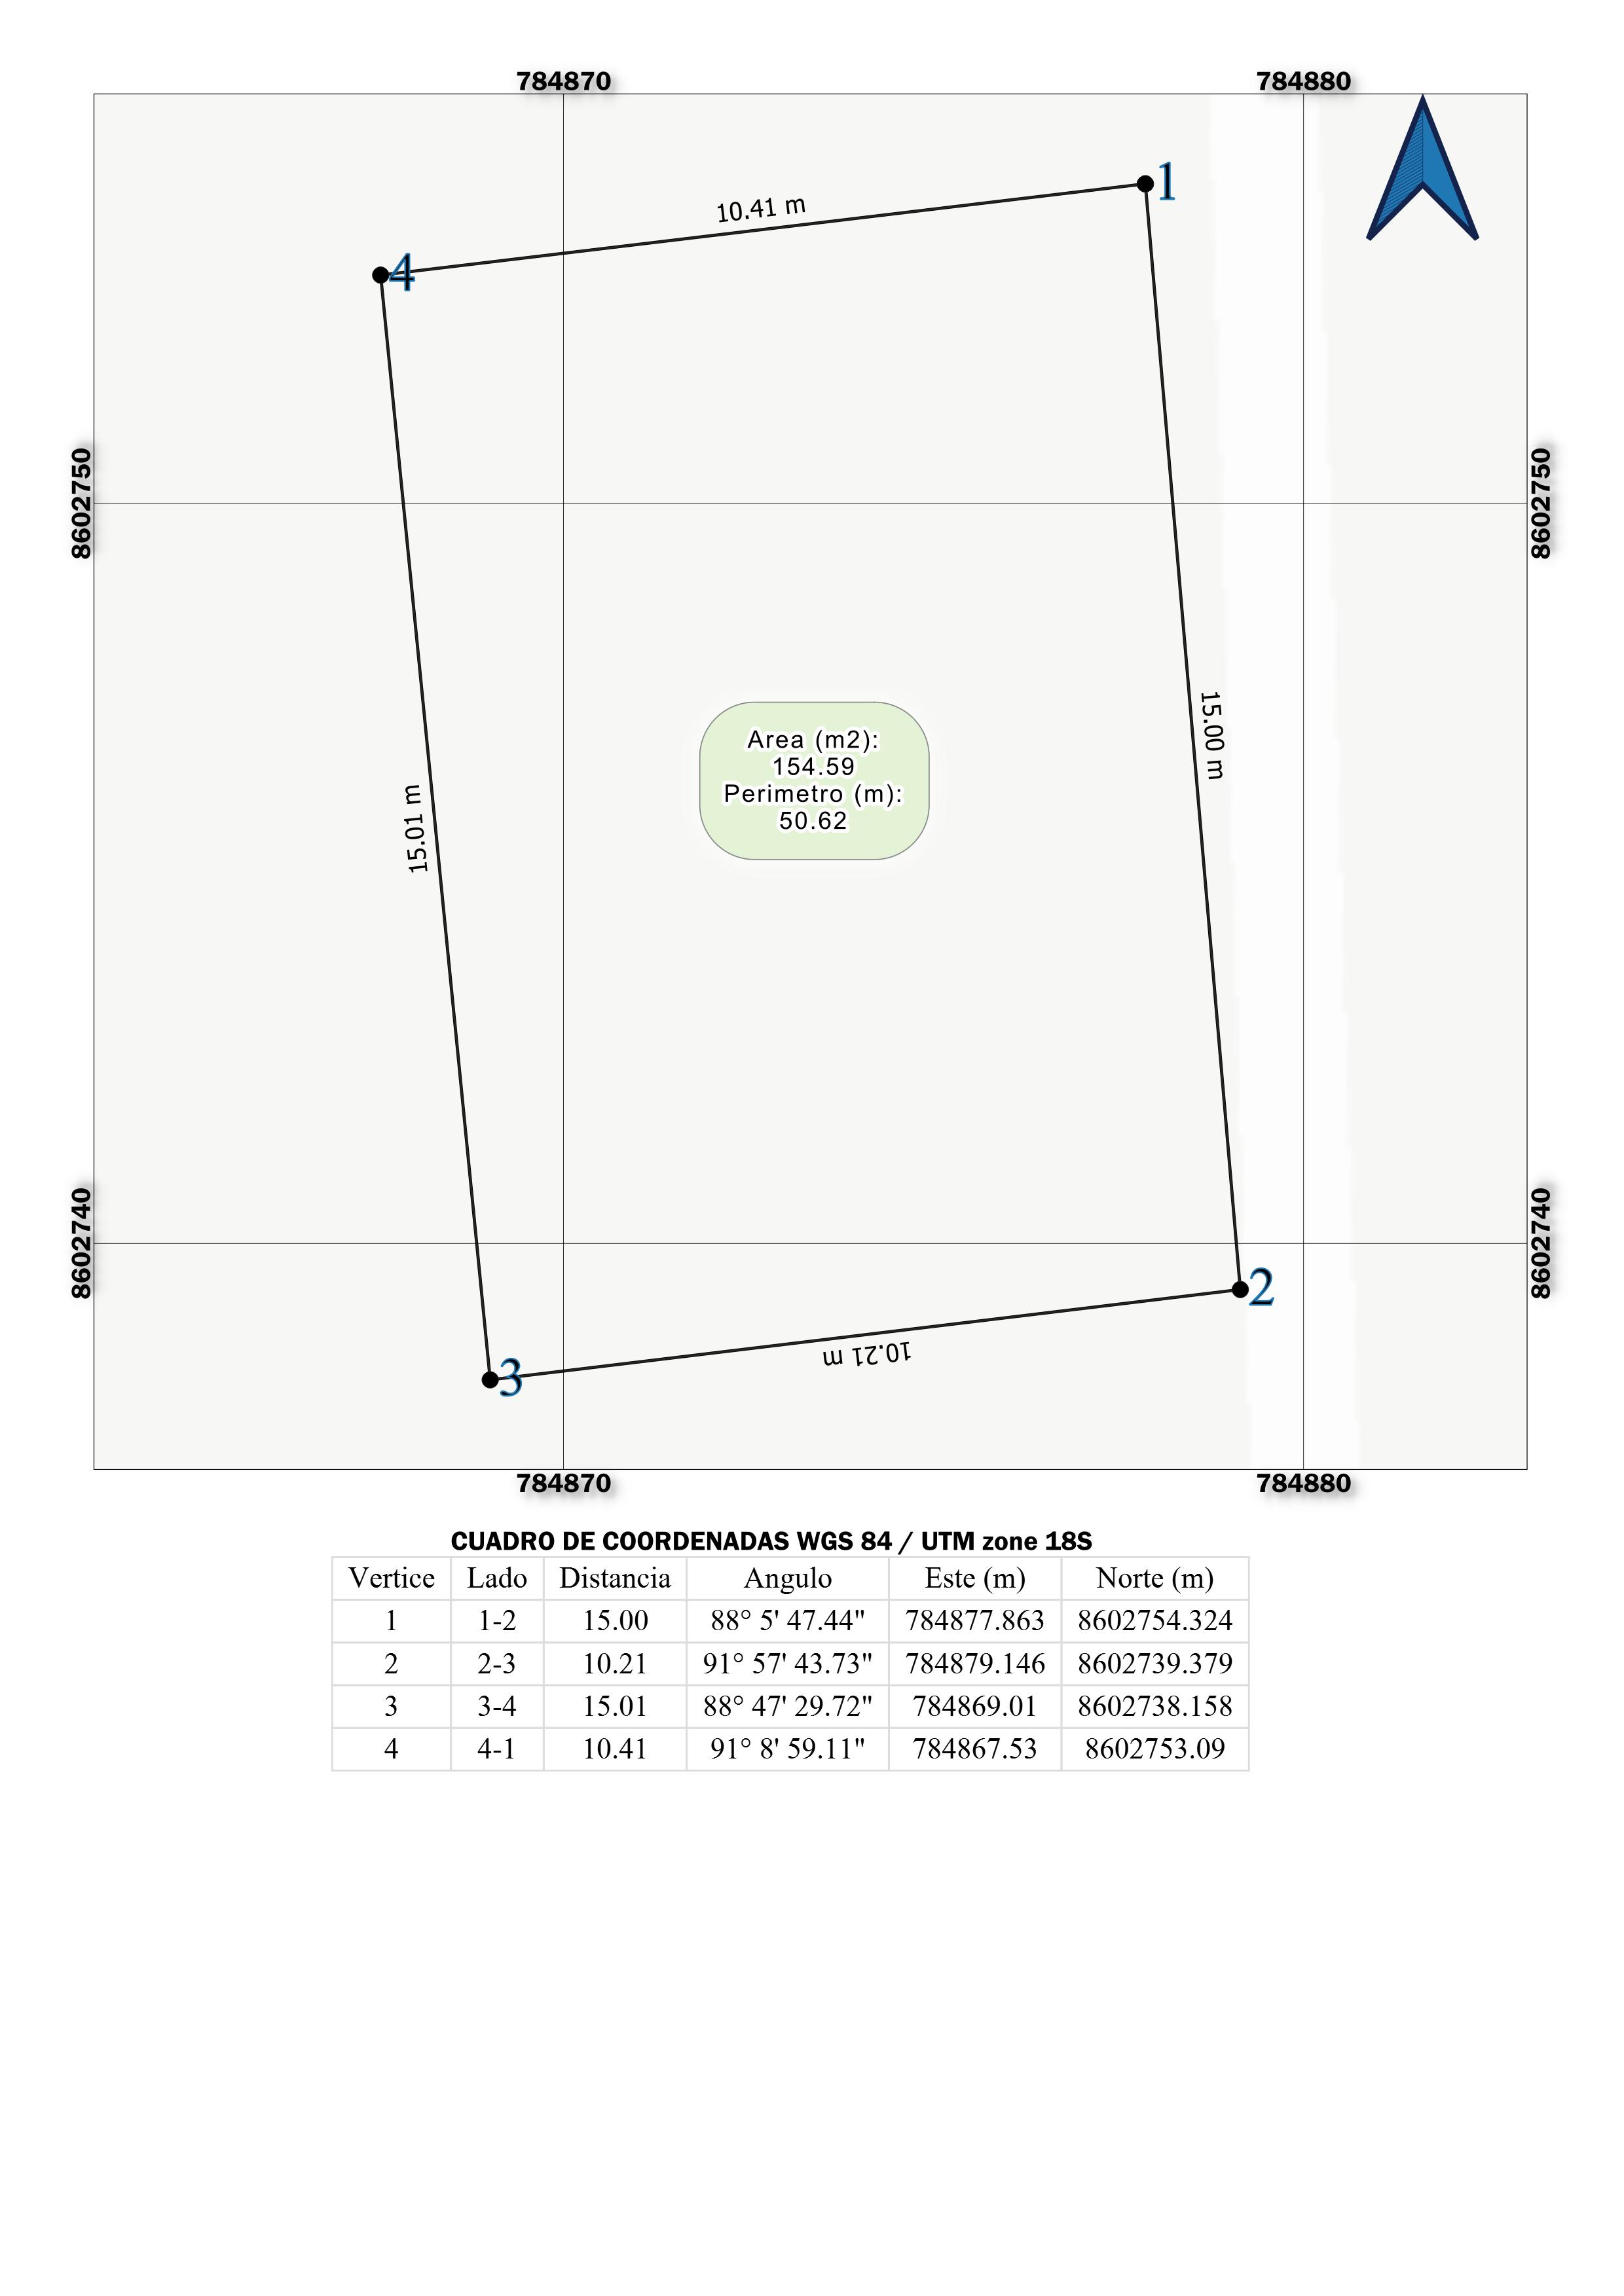 784870 784880
1
10.41 m
4
8602750 8602750
15.00 m
Area (m2):
154.59
Perimetro (m):
50.62
15.01 m
8602740 8602740
2
10.21 m
3
784870 784880
CUADRO DE COORDENADAS WGS 84 / UTM zone 18S
Vertice Lado Distancia Angulo Este (m) Norte (m)
1 1-2 15.00 88° 5' 47.44" 784877.863 8602754.324
2 2-3 10.21 91° 57' 43.73" 784879.146 8602739.379
3 3-4 15.01 88° 47' 29.72" 784869.01 8602738.158
4 4-1 10.41 91° 8' 59.11" 784867.53 8602753.09